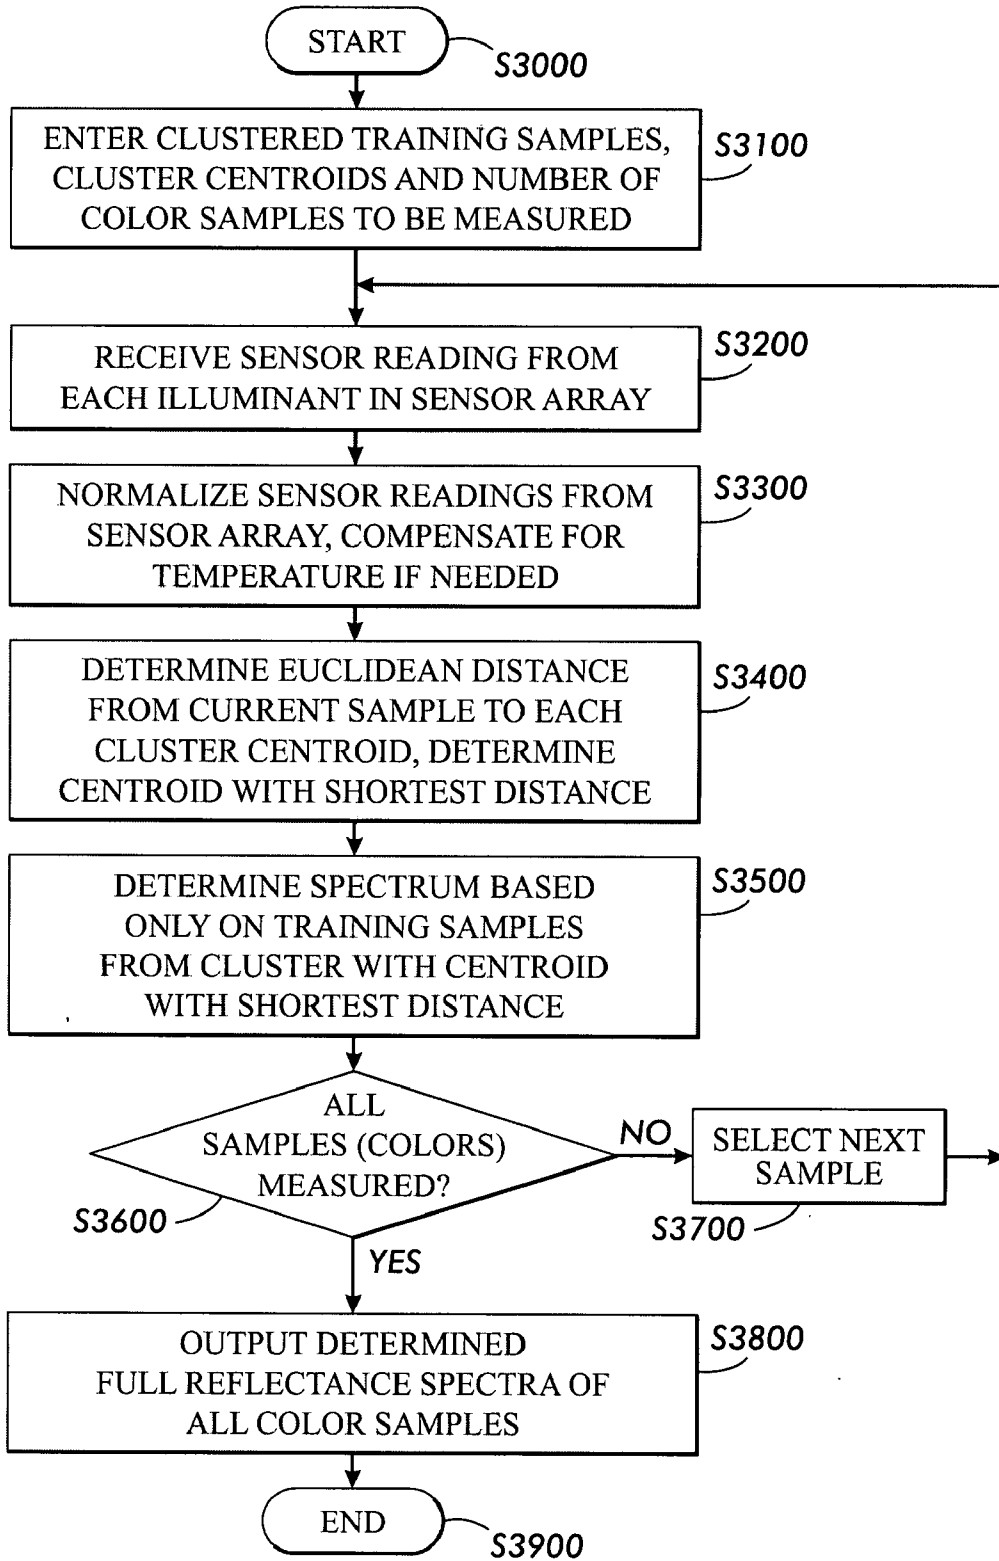 START
S3000
ENTER CLUSTERED TRAINING SAMPLES,
CLUSTER CENTROIDS AND NUMBER OF
COLOR SAMPLES TO BE MEASURED
S3100
RECEIVE SENSOR READING FROM
EACH ILLUMINANT IN SENSOR ARRAY
S3200
NORMALIZE SENSOR READINGS FROM
SENSOR ARRAY, COMPENSATE FOR
TEMPERATURE IF NEEDED
S3300
DETERMINE EUCLIDEAN DISTANCE
FROM CURRENT SAMPLE TO EACH
CLUSTER CENTROID, DETERMINE
CENTROID WITH SHORTEST DISTANCE
S3400
DETERMINE SPECTRUM BASED
ONLY ON TRAINING SAMPLES
FROM CLUSTER WITH CENTROID
WITH SHORTEST DISTANCE
S3500
ALL
SAMPLES (COLORS)
MEASURED?
S3600
NO
SELECT NEXT
SAMPLE
S3700
YES
OUTPUT DETERMINED
FULL REFLECTANCE SPECTRA OF
ALL COLOR SAMPLES
S3800
END
S3900